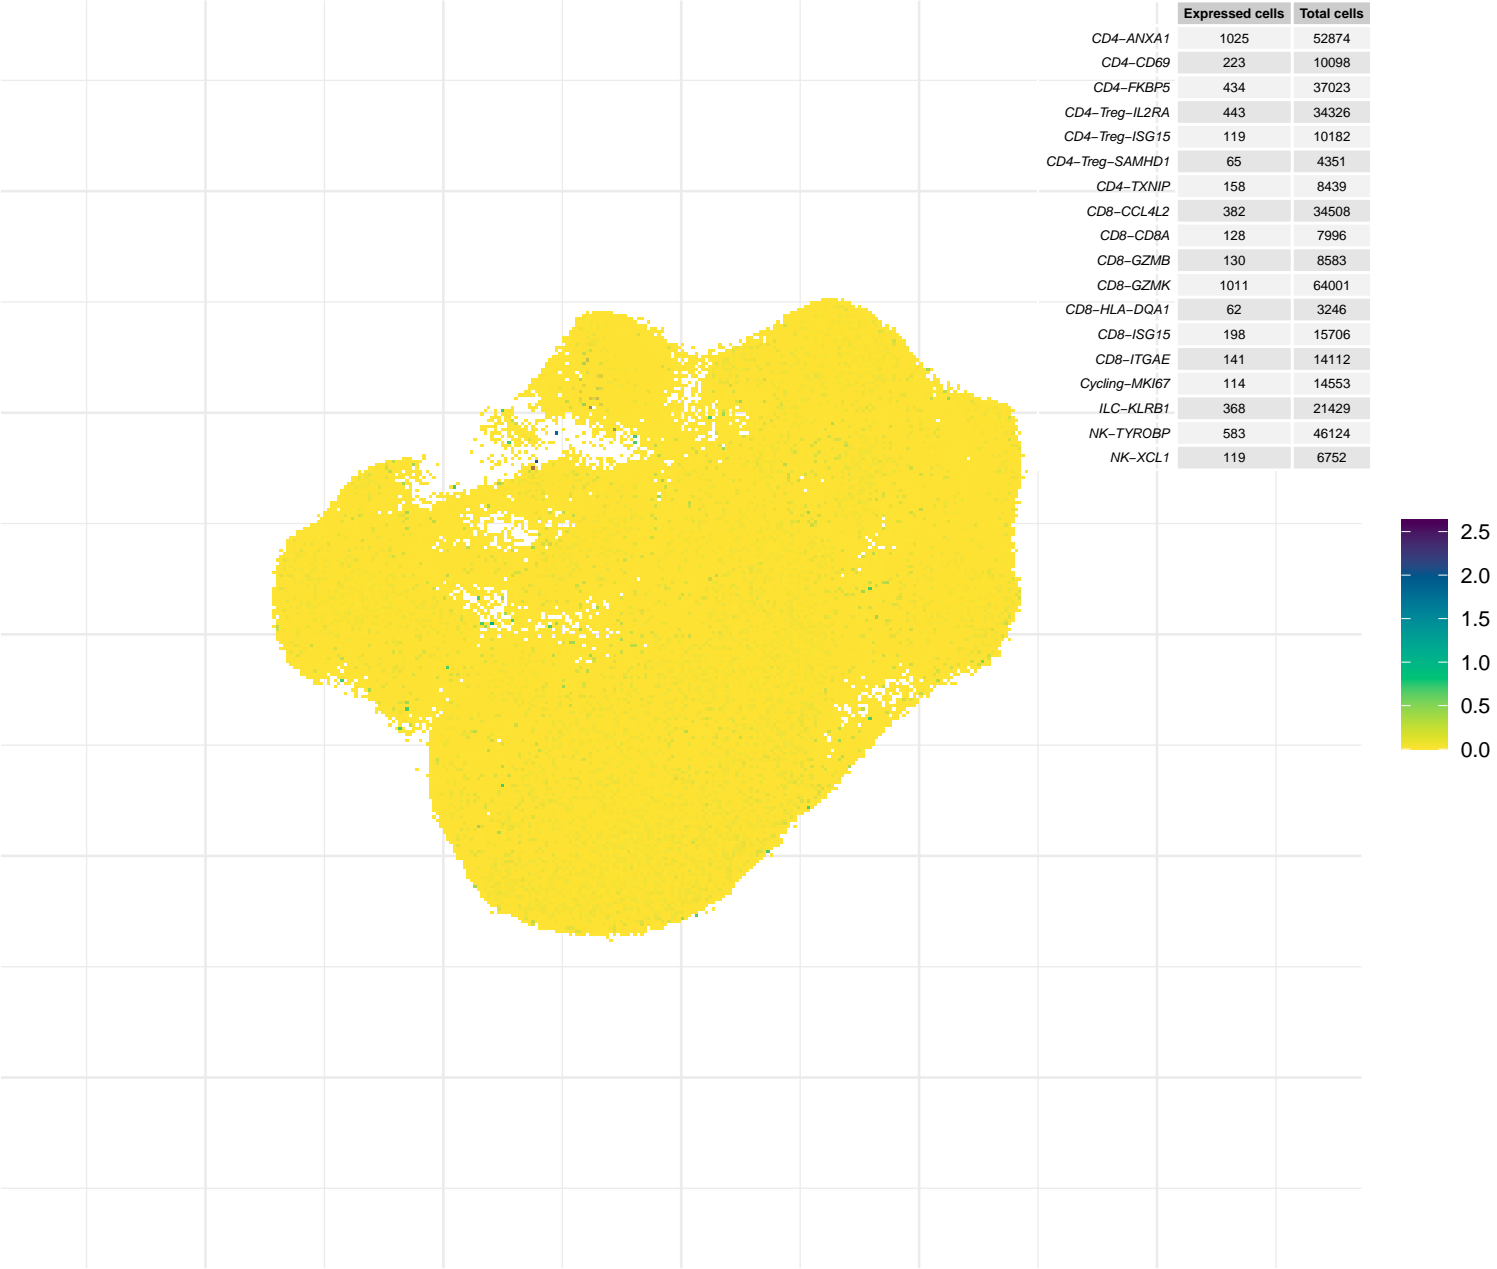 Expressed cells Total cells
CD4−ANXA1 1025 52874
CD4−CD69 223 10098
CD4−FKBP5 434 37023
CD4−Treg−IL2RA 443 34326
CD4−Treg−ISG15 119 10182
CD4−Treg−SAMHD1 65 4351
CD4−TXNIP 158 8439
CD8−CCL4L2 382 34508
CD8−CD8A 128 7996
CD8−GZMB 130 8583
CD8−GZMK 1011 64001
CD8−HLA−DQA1 62 3246
CD8−ISG15 198 15706
CD8−ITGAE 141 14112
Cycling−MKI67 114 14553
ILC−KLRB1 368 21429
NK−TYROBP 583 46124
NK−XCL1 119 6752
2.5
2.0
1.5
1.0
0.5
0.0